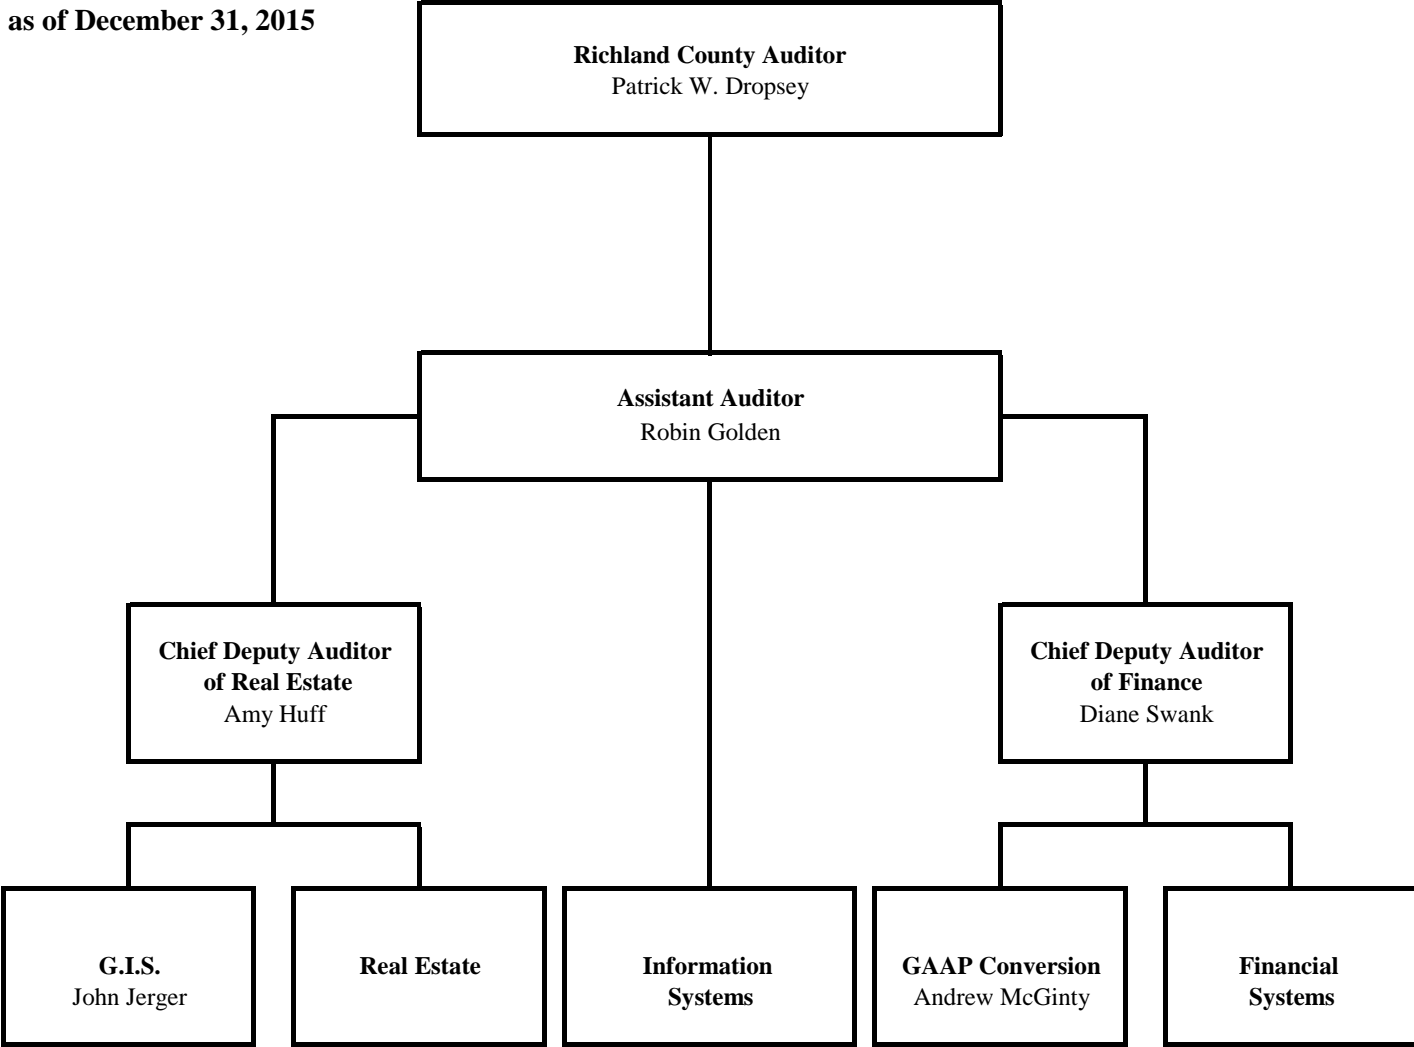 as of December 31, 2015
Richland County Auditor
Patrick W. Dropsey
Assistant Auditor
Robin Golden
Chief Deputy Auditor
of Real Estate
Amy Huff
Chief Deputy Auditor
of Finance
Diane Swank
G.I.S.
John Jerger
Real Estate
Information
Systems
GAAP Conversion
Andrew McGinty
Financial
Systems